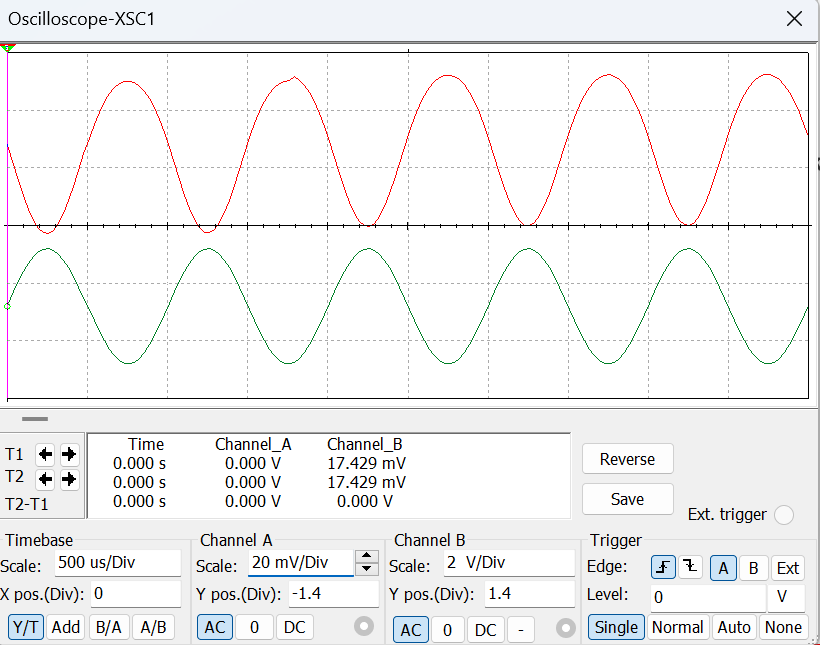 Oscilloscope-XSC1
Time Channel_A Channel_B
T1 0.000 s 0.000 V 17.429 mV
T2 0.000 s 0.000 V 17.429 mV
T2-T1 0.000 s 0.000 V 0.000 V
Reverse
Save
Ext. trigger
Timebase
Scale: 500 us/Div
X pos.(Div): 0
Y/T Add B/A A/B
Channel A
Scale: 20 mV/Div
Y pos.(Div): -1.4
AC 0 DC
Channel B
Scale: 2 V/Div
Y pos.(Div): 1.4
AC 0 DC -
Trigger
Edge: A B Ext
Level: 0 V
Single Normal Auto None